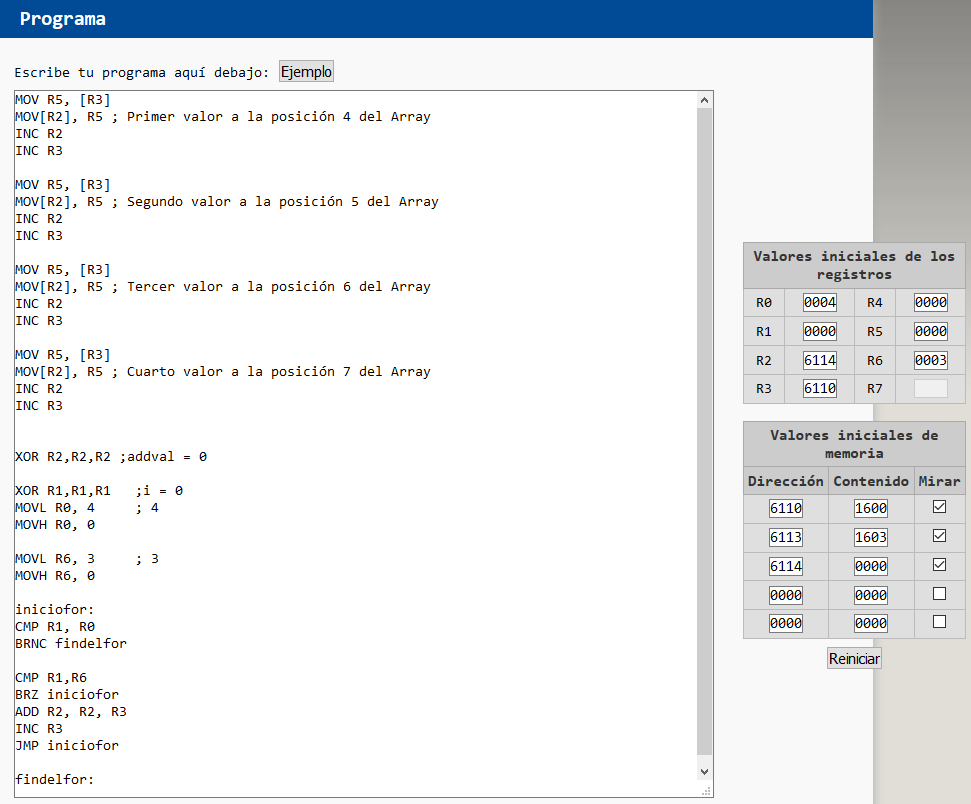 Programa
Escribe tu programa aquí debajo: Ejemplo
MOV R5, [R3]
MOV[R2], R5 ; Primer valor a la posición 4 del Array
INC R2
INC R3
MOV R5, [R3]
MOV[R2], R5 ; Segundo valor a la posición 5 del Array
INC R2
INC R3
MOV R5, [R3]
MOV[R2], R5 ; Tercer valor a la posición 6 del Array
INC R2
INC R3
MOV R5, [R3]
MOV[R2], R5 ; Cuarto valor a la posición 7 del Array
INC R2
INC R3
XOR R2,R2,R2 ;addval = 0
XOR R1,R1,R1 ;i = 0
MOVL R0, 4 ; 4
MOVH R0, 0
MOVL R6, 3 ; 3
MOVH R6, 0
iniciofor:
CMP R1, R0
BRNC findelfor
CMP R1,R6
BRZ iniciofor
ADD R2, R2, R3
INC R3
JMP iniciofor
findelfor:
Valores iniciales de los
registros
R0 0004 R4 0000
R1 0000 R5 0000
R2 6114 R6 0003
R3 6110 R7
Valores iniciales de
memoria
Dirección Contenido Mirar
6110 1600
6113 1603
6114 0000
0000 0000
0000 0000
Reiniciar